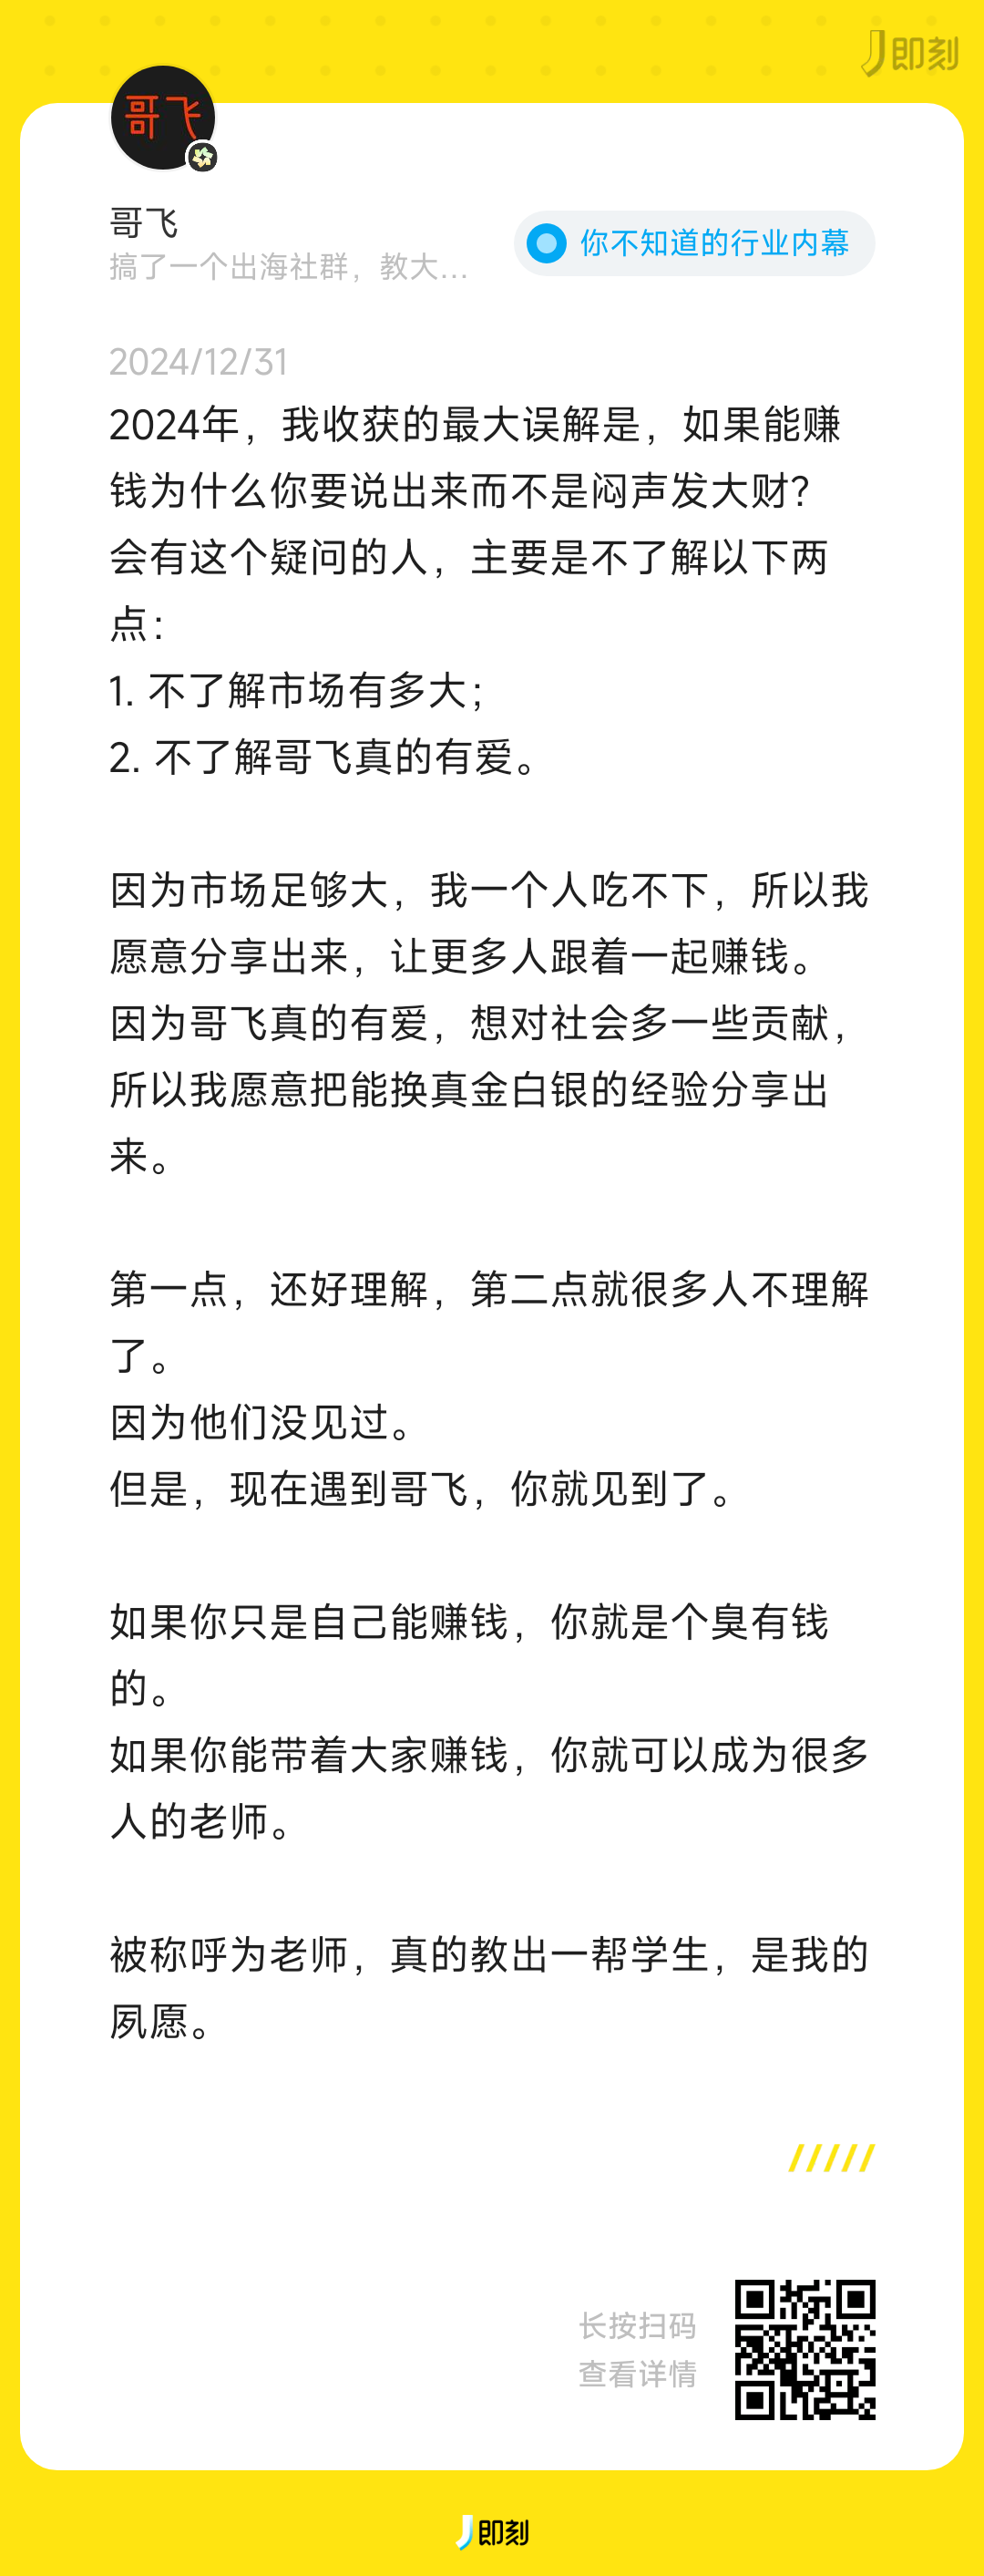 即刻
哥飞
哥飞
搞了一个出海社群，教大...
你不知道的行业内幕
2024/12/31
2024年，我收获的最大误解是，如果能赚
钱为什么你要说出来而不是闷声发大财？
会有这个疑问的人，主要是不了解以下两
点：
1. 不了解市场有多大；
2. 不了解哥飞真的有爱。
因为市场足够大，我一个人吃不下，所以我
愿意分享出来，让更多人跟着一起赚钱。
因为哥飞真的有爱，想对社会多一些贡献，
所以我愿意把能换真金白银的经验分享出
来。
第一点，还好理解，第二点就很多人不理解
了。
因为他们没见过。
但是，现在遇到哥飞，你就见到了。
如果你只是自己能赚钱，你就是个臭有钱
的。
如果你能带着大家赚钱，你就可以成为很多
人的老师。
被称呼为老师，真的教出一帮学生，是我的
夙愿。
长按扫码
查看详情
即刻